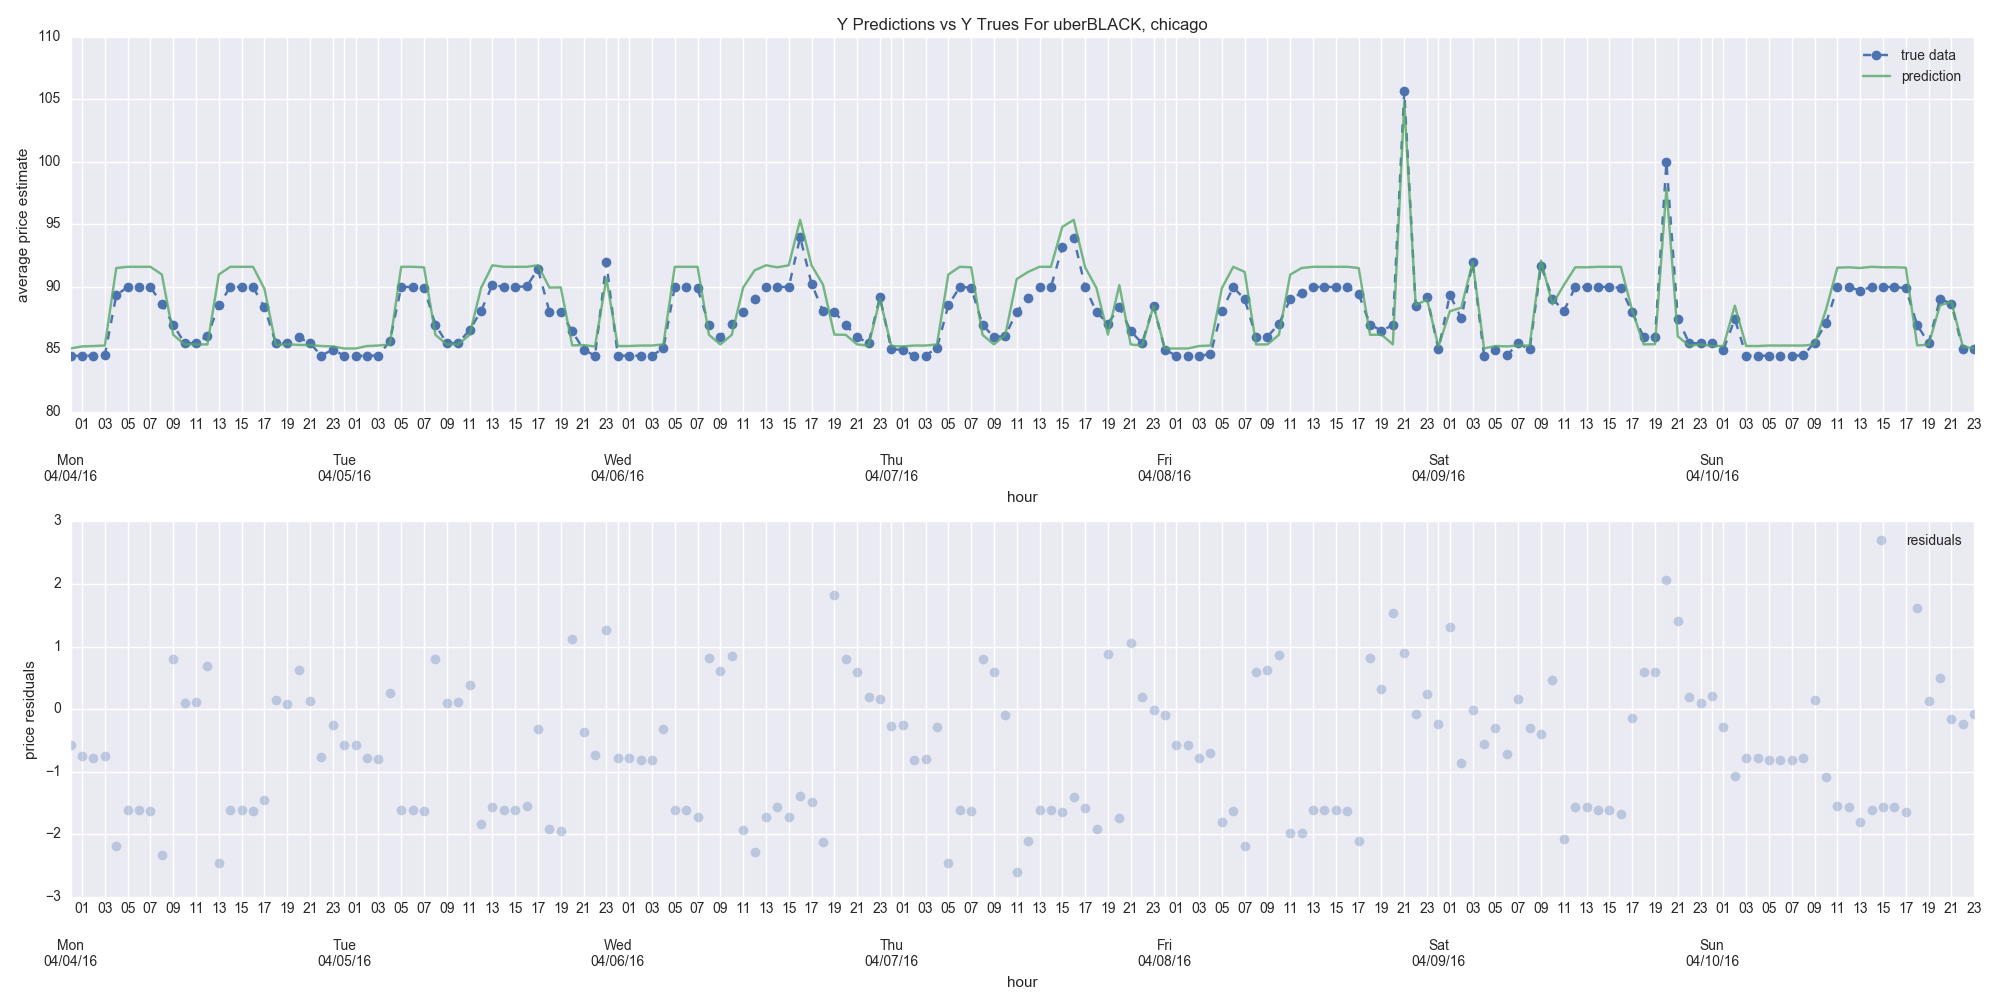 Y Predictions vs Y Trues For uberBLACK, chicago
110
105
100
95
90
85
80
average price estimate
true data
prediction
01 03 05 07 09 11 13 15 17 19 21 23 01 03 05 07 09 11 13 15 17 19 21 23 01 03 05 07 09 11 13 15 17 19 21 23 01 03 05 07 09 11 13 15 17 19 21 23 01 03 05 07 09 11 13 15 17 19 21 23 01 03 05 07 09 11 13 15 17 19 21 23 01 03 05 07 09 11 13 15 17 19 21 23
Mon Tue Wed Thu Fri Sat Sun
04/04/16 04/05/16 04/06/16 04/07/16 04/08/16 04/09/16 04/10/16
hour
3
2
1
0
−1
−2
−3
price residuals
residuals
01 03 05 07 09 11 13 15 17 19 21 23 01 03 05 07 09 11 13 15 17 19 21 23 01 03 05 07 09 11 13 15 17 19 21 23 01 03 05 07 09 11 13 15 17 19 21 23 01 03 05 07 09 11 13 15 17 19 21 23 01 03 05 07 09 11 13 15 17 19 21 23 01 03 05 07 09 11 13 15 17 19 21 23
Mon Tue Wed Thu Fri Sat Sun
04/04/16 04/05/16 04/06/16 04/07/16 04/08/16 04/09/16 04/10/16
hour